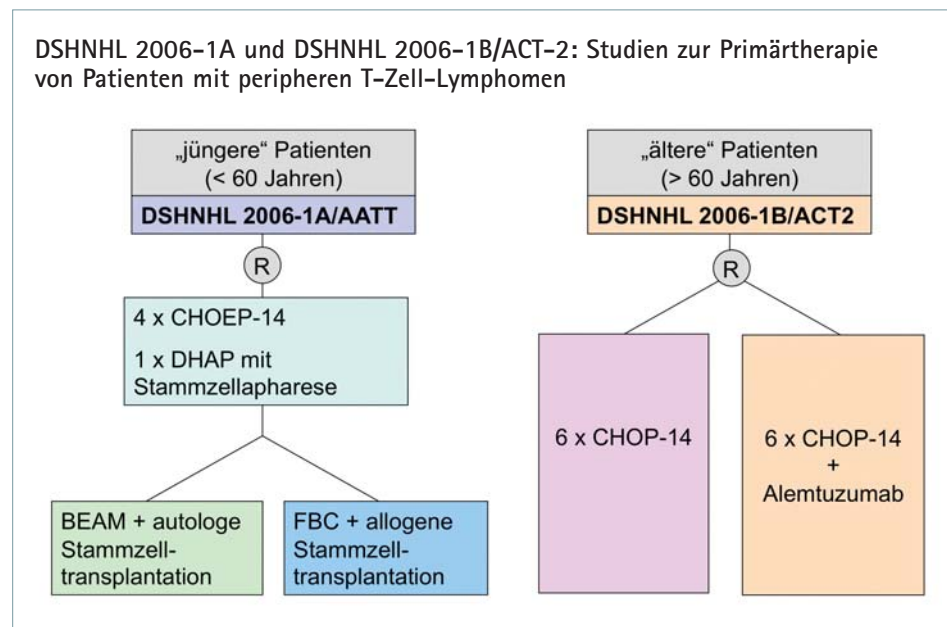 DSHNHL 2006-1A und DSHNHL 2006-1B/ACT-2: Studien zur Primärtherapie
von Patienten mit peripheren T-Zell-Lymphomen
„jüngere“ Patienten
(< 60 Jahren)
DSHNHL 2006-1A/AATT
R
4 x CHOEP-14
1 x DHAP mit
Stammzellapharese
BEAM + autologe
Stammzell-
transplantation
FBC + allogene
Stammzell-
transplantation
„ältere“ Patienten
(> 60 Jahren)
DSHNHL 2006-1B/ACT2
R
6 x CHOP-14
6 x CHOP-14
+
Alemtuzumab